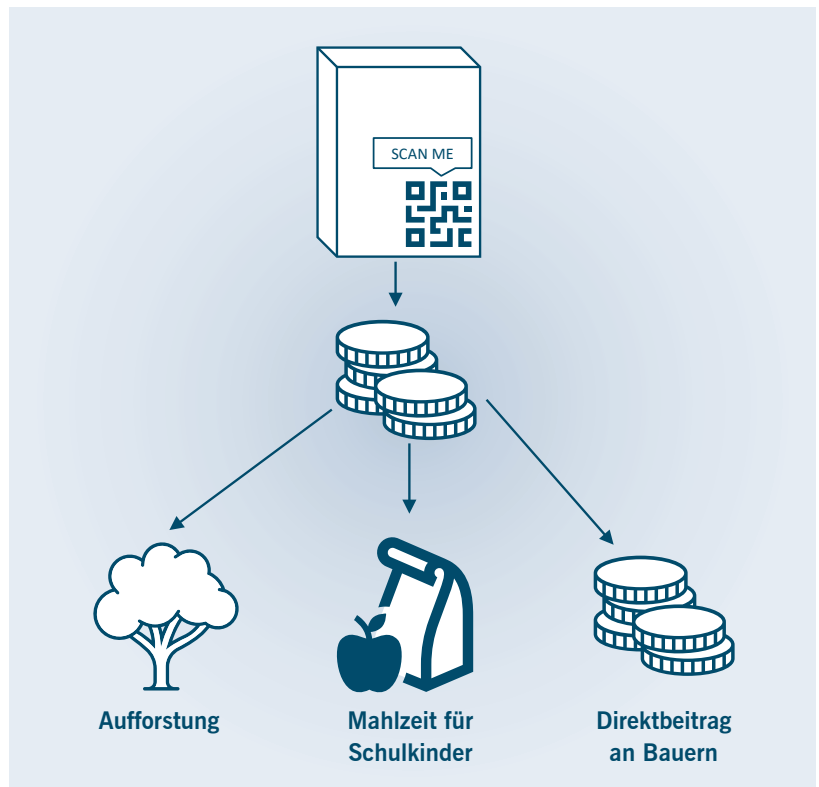 SCAN ME
Aufforstung
Mahlzeit für
Schulkinder
Direktbeitrag
an Bauern